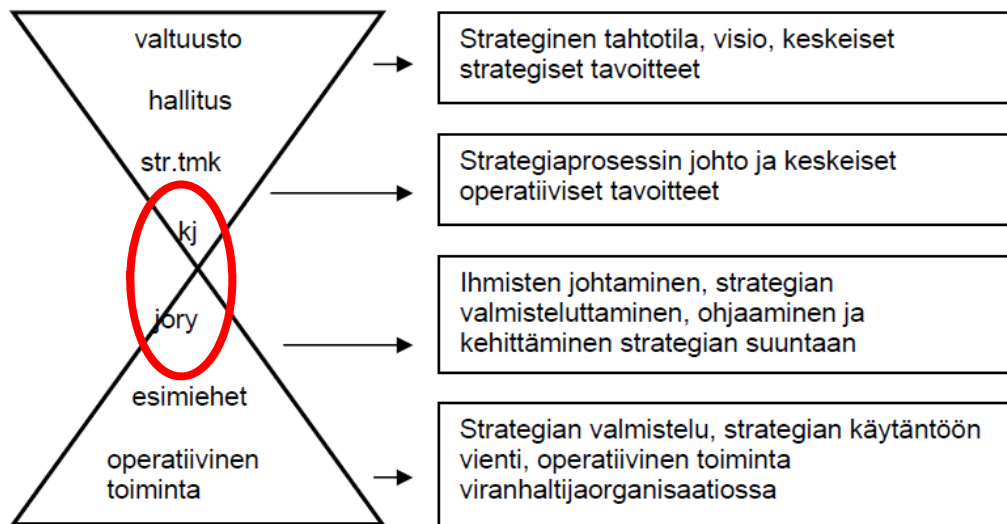 valtuusto
hallitus
str.tmk
kj
jory
esimiehet
operatiivinen
toiminta
Strateginen tahtotila, visio, keskeiset
strategiset tavoitteet
Strategiaprosessin johto ja keskeiset
operatiiviset tavoitteet
Ihmisten johtaminen, strategian
valmisteluttaminen, ohjaaminen ja
kehittäminen strategian suuntaan
Strategian valmistelu, strategian käytäntöön
vienti, operatiivinen toiminta
viranhaltijaorganisaatiossa